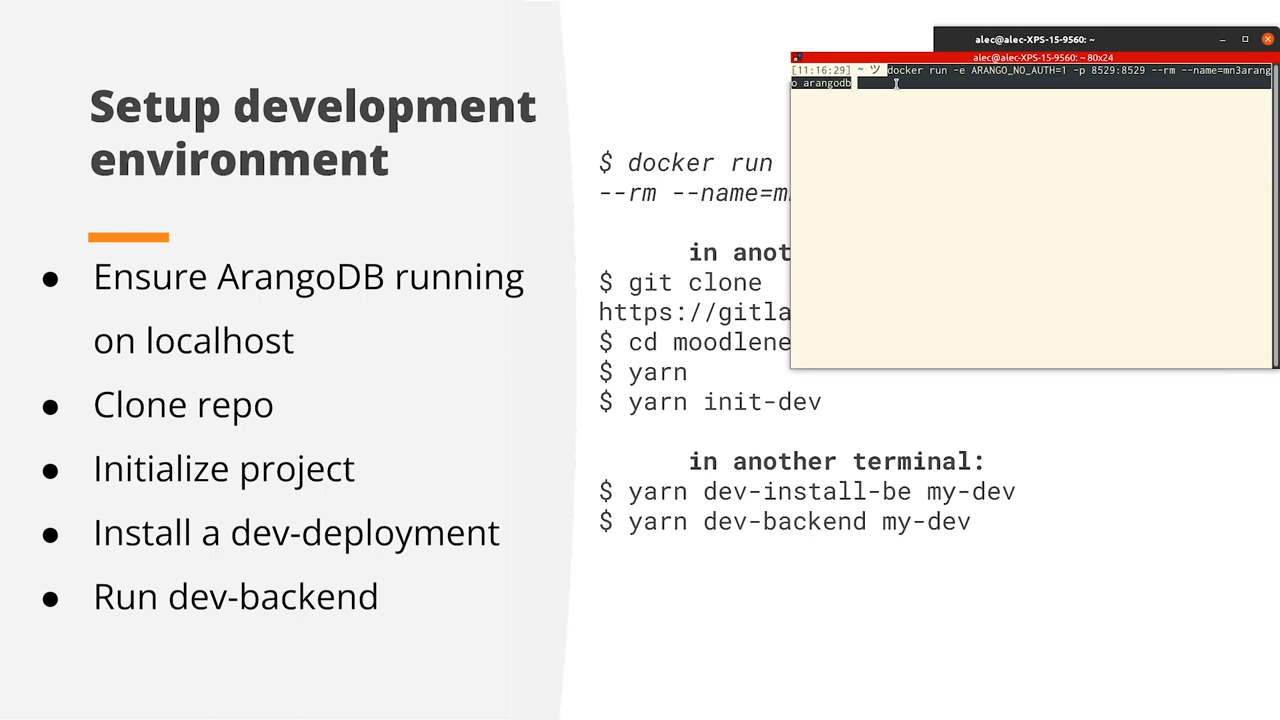 Setup development
environment
● Ensure ArangoDB running
on localhost
● Clone repo
● Initialize project
● Install a dev-deployment
● Run dev-backend
$ docker run
--rm --name=m
in anot
$ git clone
https://gitla
$ cd moodlene
$ yarn
$ yarn init-dev
in another terminal:
$ yarn dev-install-be my-dev
$ yarn dev-backend my-dev
alec@alec-XPS-15-9560: ~
alec@alec-XPS-15-9560: ~ 80x24
[11:16:29] ~ ツ docker run -e ARANGO_NO_AUTH=1 -p 8529:8529 --rm --name=mn3arang
o arangodb